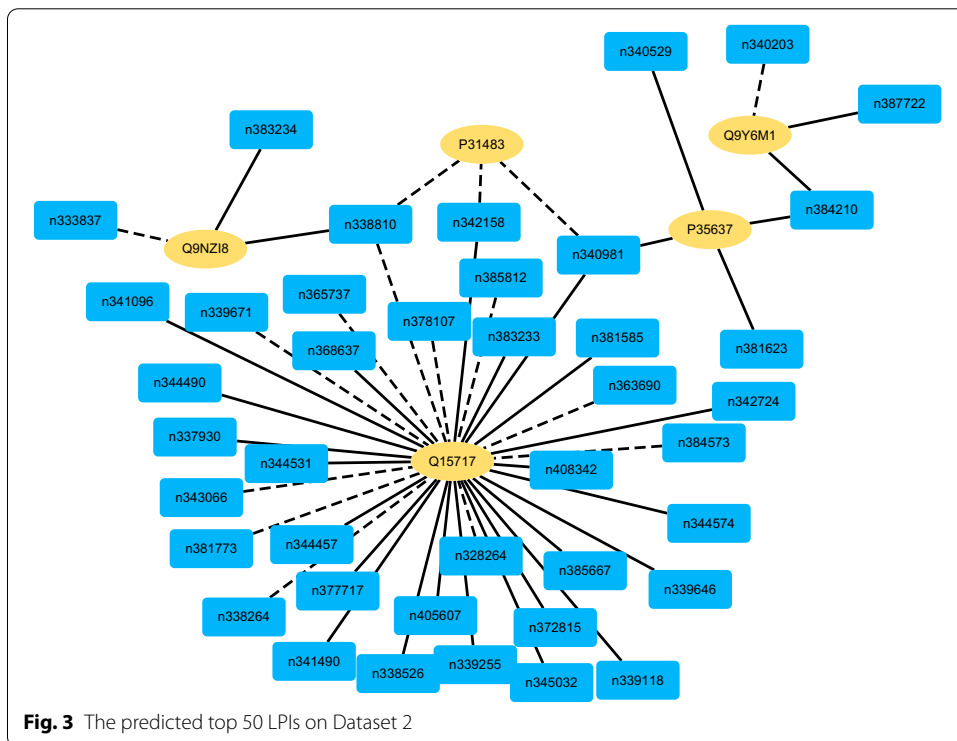 n340203
n340529
n387722
n383234
Q9Y6M1
P31483
n333837
n338810
n342158
n384210
Q9NZI8
P35637
n340981
n385812
n341096
n365737
n339671
n378107
n383233
n381585
n381623
n368637
n344490
n363690
n342724
n337930
n384573
n344531
Q15717
n408342
n343066
n344574
n381773
n344457
n328264
n385667
n339646
n338264
n377717
n405607
n372815
n341490
n338526
n339255
n345032
n339118
Fig. 3 The predicted top 50 LPIs on Dataset 2